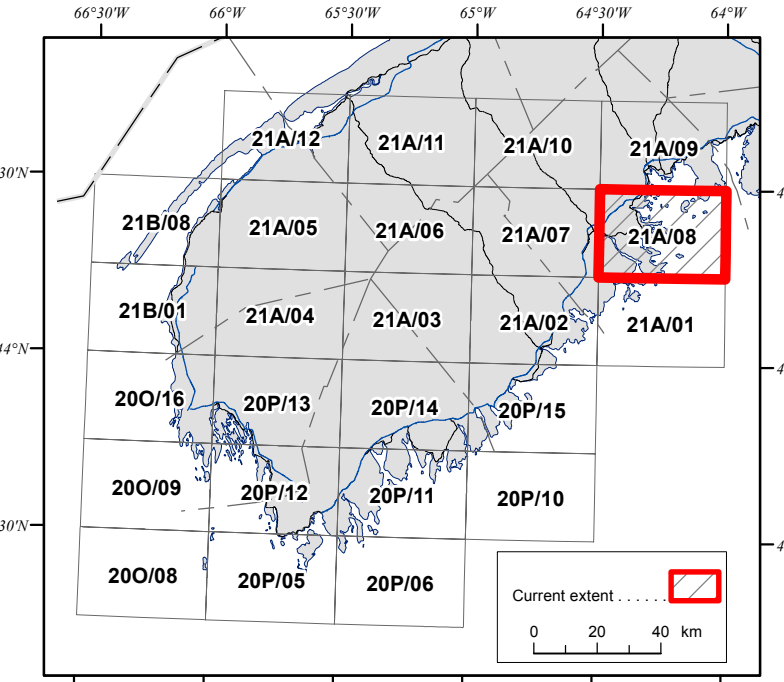 66°30'W 66°W 65°30'W 65°W 64°30'W 64°W
21A/12 21A/11 21A/10 21A/09
30'N
21B/08 21A/05 21A/06 21A/07 21A/08
21B/01 21A/04 21A/03 21A/02 21A/01
4°N
20O/16 20P/13 20P/14 20P/15
20O/09 20P/12 20P/11 20P/10
30'N
20O/08 20P/05 20P/06
Current extent . . . . . .
0 20 40 km